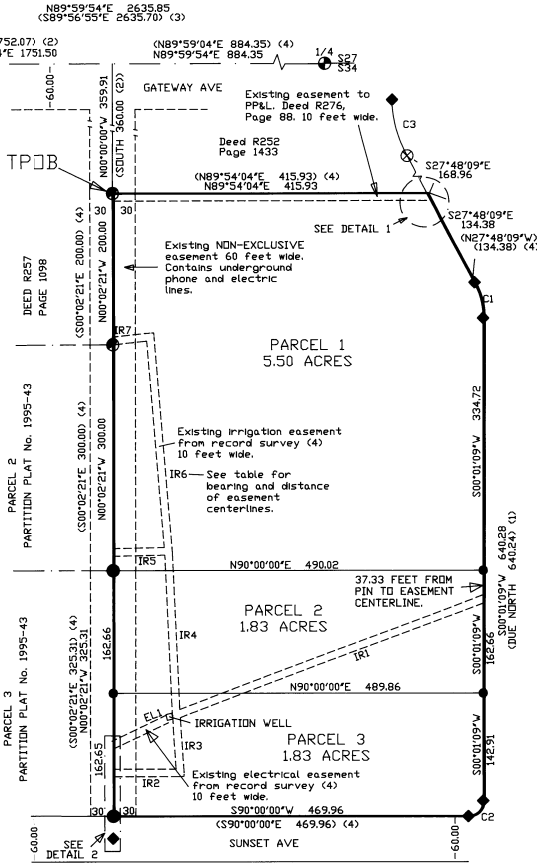 N89°59'54"E 2635.85
(S89°56'55"E 2635.70) (3)
752.07) (2)
"E 1751.50
(N89°59'04"E 884.35) (4)
N89°59'54"E 884.35
1/4
S27
S34
60.00
N00°00'00"W 359.91
(SOUTH 360.00 (2))
GATEWAY AVE
Existing easement to
PP&L. Deed R276,
Page 88. 10 feet wide.
C3
Deed R252
Page 1433
TPOB
(N89°54'04"E 415.93) (4)
N89°54'04"E 415.93
S27°48'09"E
168.96
30 30
SEE DETAIL 1
S27°48'09"E
134.38
(N27°48'09"W)
(134.38) (4)
DEED R257
PAGE 1098
(S00°02'21"E 200.00) (4)
N00°02'21"W 200.00
Existing NON-EXCLUSIVE
easement 60 feet wide.
Contains underground
phone and electric
lines.
C1
IR7
PARCEL 1
5.50 ACRES
334.72
S00°01'09"W
PARCEL 2
PARTITION PLAT No. 1995-43
(S00°02'21"E 300.00) (4)
N00°02'21"W 300.00
Existing irrigation easement
from record survey (4)
10 feet wide.
IR6
See table for
bearing and distance
of easement
centerlines.
IR5
N90°00'00"E 490.02
37.33 FEET FROM
PIN TO EASEMENT
CENTERLINE.
S00°01'09"W 640.28
(DUE NORTH 640.24) (1)
PARCEL 2
1.83 ACRES
S00°01'09"W
162.66
PARCEL 3
PARTITION PLAT No. 1995-43
(S00°02'21"E 325.31) (4)
N00°02'21"W 325.31
162.66
IR4
IR1
N90°00'00"E 489.86
EL1
IRRIGATION WELL
IR3
PARCEL 3
1.83 ACRES
S00°01'09"W
142.91
162.65
IR2
Existing electrical easement
from record survey (4)
10 feet wide.
30 30
S90°00'00"W 469.96
(S90°00'00"E 469.96) (4)
C2
60.00
SEE
DETAIL 2
SUNSET AVE
60.00